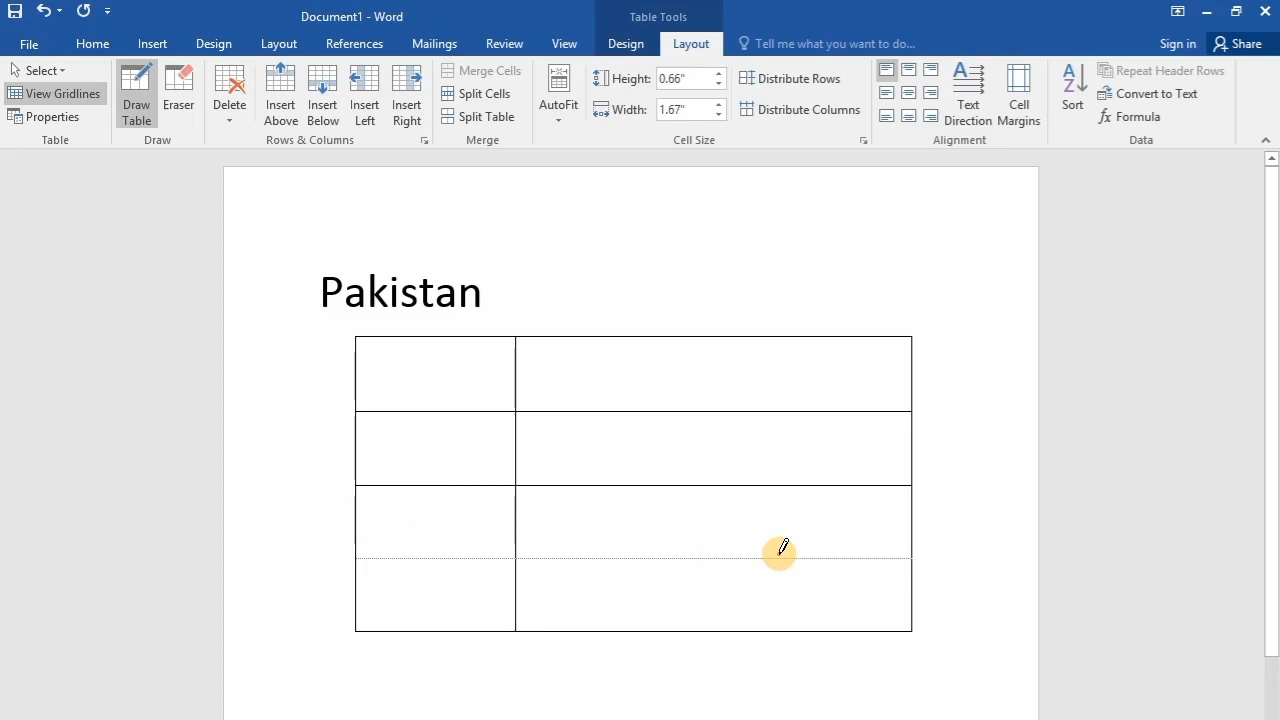 Document1 - Word
Table Tools
Sign in
Share
File
Home
Insert
Design
Layout
References
Mailings
Review
View
Design
Layout
Tell me what you want to do...
Select
View Gridlines
Properties
Table
Draw Table
Eraser
Draw
Delete
Insert Above
Insert Below
Insert Left
Insert Right
Rows & Columns
Merge Cells
Split Cells
Split Table
Merge
AutoFit
Height: 0.66"
Width: 1.67"
Distribute Rows
Distribute Columns
Cell Size
Text Direction
Cell Margins
Alignment
Sort
Repeat Header Rows
Convert to Text
fx Formula
Data
Pakistan